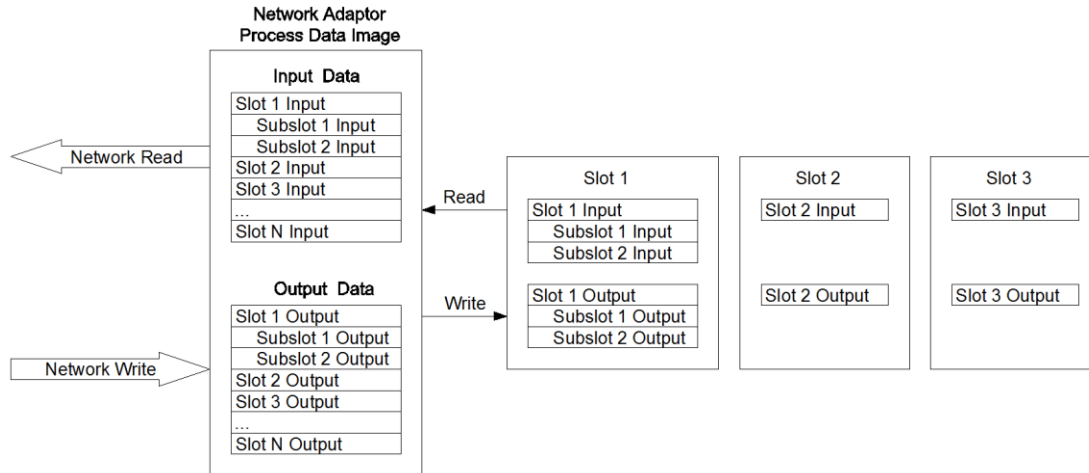 Network Adaptor
Process Data Image
Input Data
Slot 1 Input
Subslot 1 Input
Subslot 2 Input
Slot 2 Input
Slot 3 Input
...
Slot N Input
Network Read
Output Data
Slot 1 Output
Subslot 1 Output
Subslot 2 Output
Slot 2 Output
Slot 3 Output
...
Slot N Output
Network Write
Read
Write
Slot 1
Slot 1 Input
Subslot 1 Input
Subslot 2 Input
Slot 1 Output
Subslot 1 Output
Subslot 2 Output
Slot 2
Slot 2 Input
Slot 2 Output
Slot 3
Slot 3 Input
Slot 3 Output